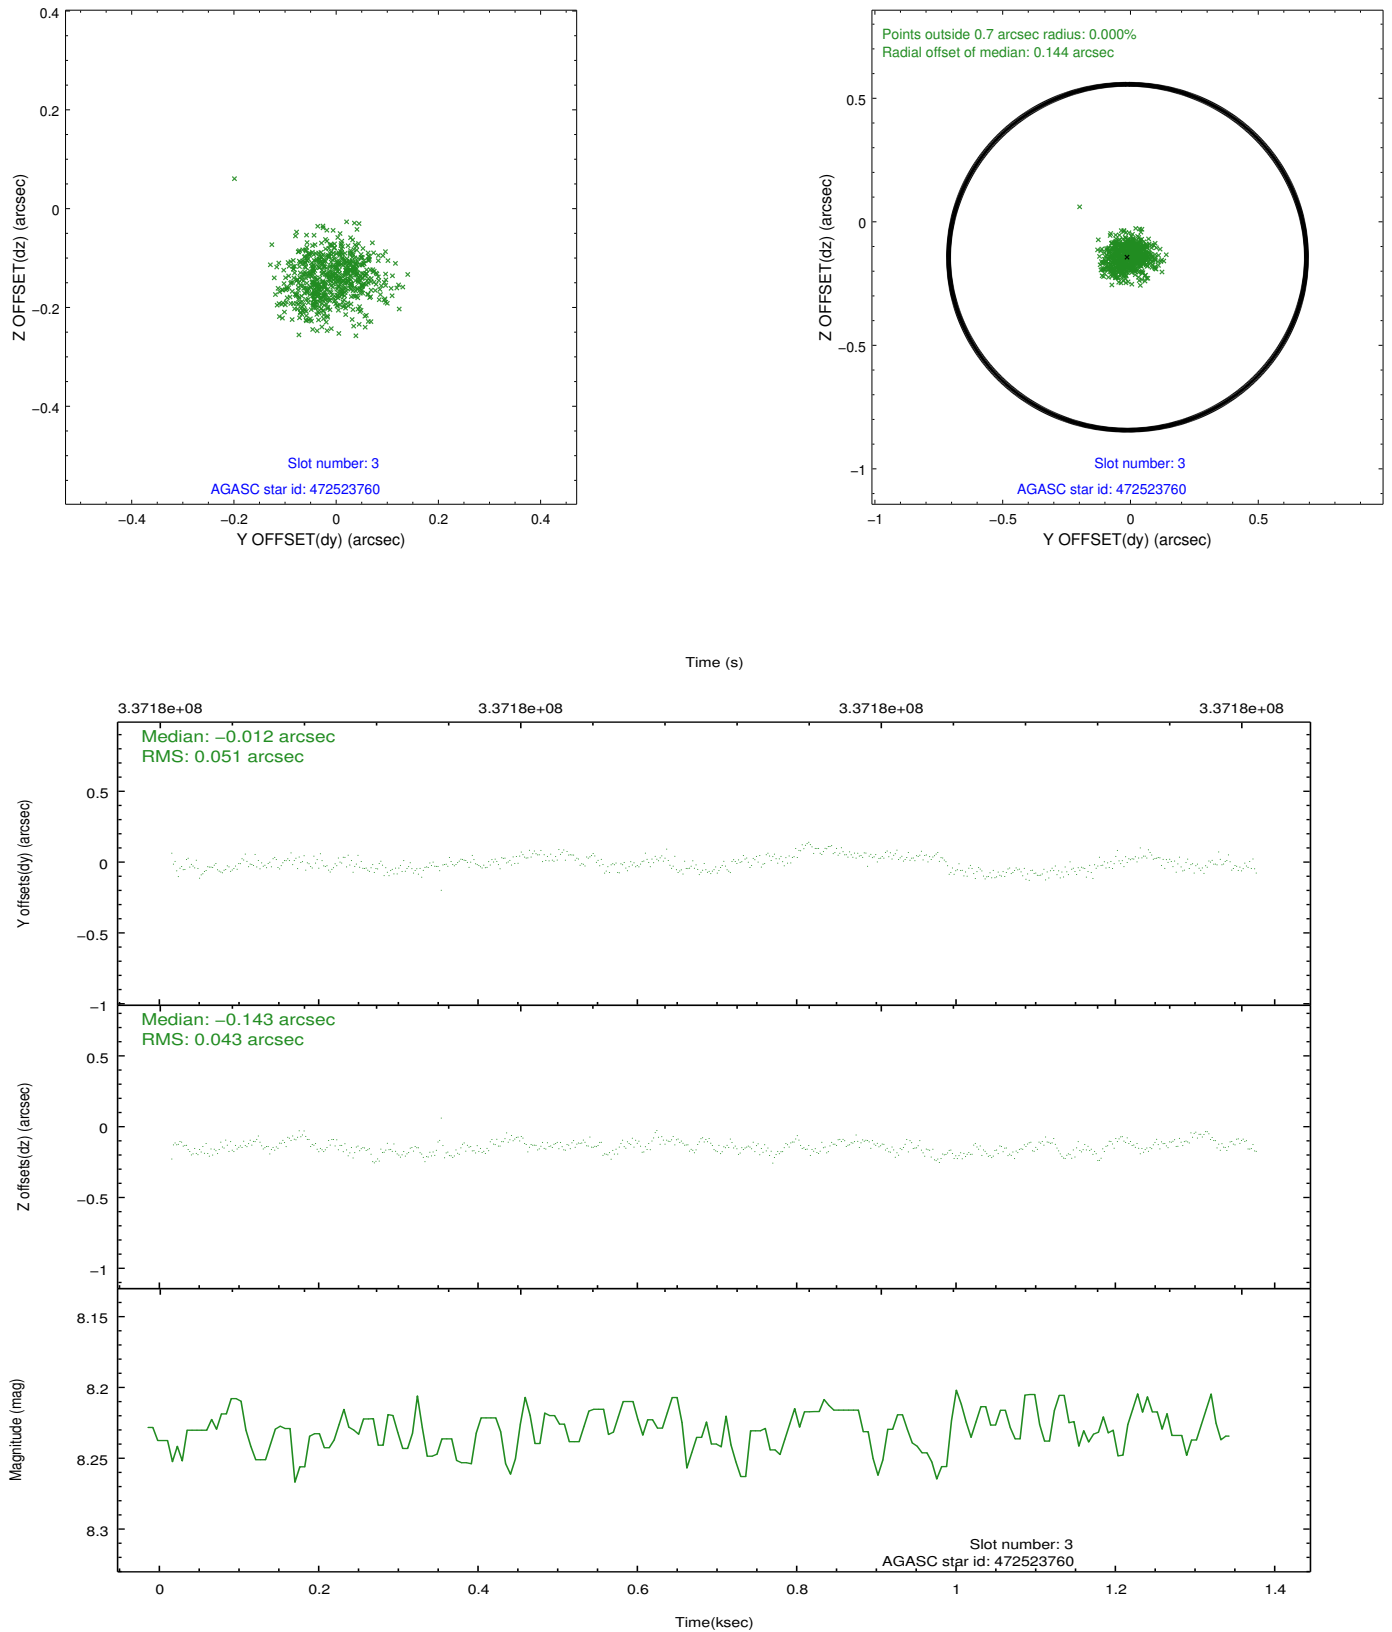 0.4
0.2
0
−0.2
−0.4
Z OFFSET(dz) (arcsec)
Slot number: 3
AGASC star id: 472523760
−0.4 −0.2 0 0.2 0.4
Y OFFSET(dy) (arcsec)
Points outside 0.7 arcsec radius: 0.000%
Radial offset of median: 0.144 arcsec
0.5
0
−0.5
−1
Z OFFSET(dz) (arcsec)
Slot number: 3
AGASC star id: 472523760
−1 −0.5 0 0.5
Y OFFSET(dy) (arcsec)
Time (s)
3.3718e+08 3.3718e+08 3.3718e+08 3.3718e+08
Median: −0.012 arcsec
RMS: 0.051 arcsec
0.5
0
−0.5
−1
Y offsets(dy) (arcsec)
Median: −0.143 arcsec
RMS: 0.043 arcsec
0.5
0
−0.5
−1
Z offsets(dz) (arcsec)
8.15
8.2
8.25
8.3
Magnitude (mag)
Slot number: 3
AGASC star id: 472523760
0 0.2 0.4 0.6 0.8 1 1.2 1.4
Time(ksec)